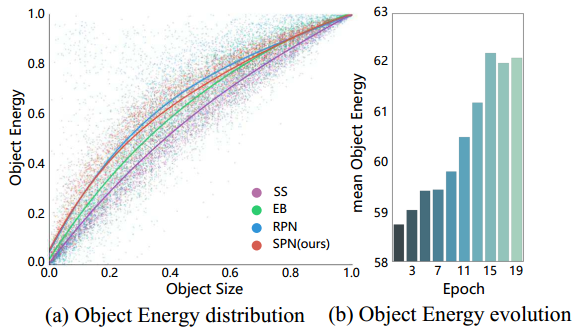 Object Energy
1.0
0.8
0.6
0.4
0.2
0.0
0.0 0.2 0.4 0.6 0.8 1.0
Object Size
SS
EB
RPN
SPN(ours)
(a) Object Energy distribution
mean Object Energy
63
62
61
60
59
58
3 7 11 15 19
Epoch
(b) Object Energy evolution